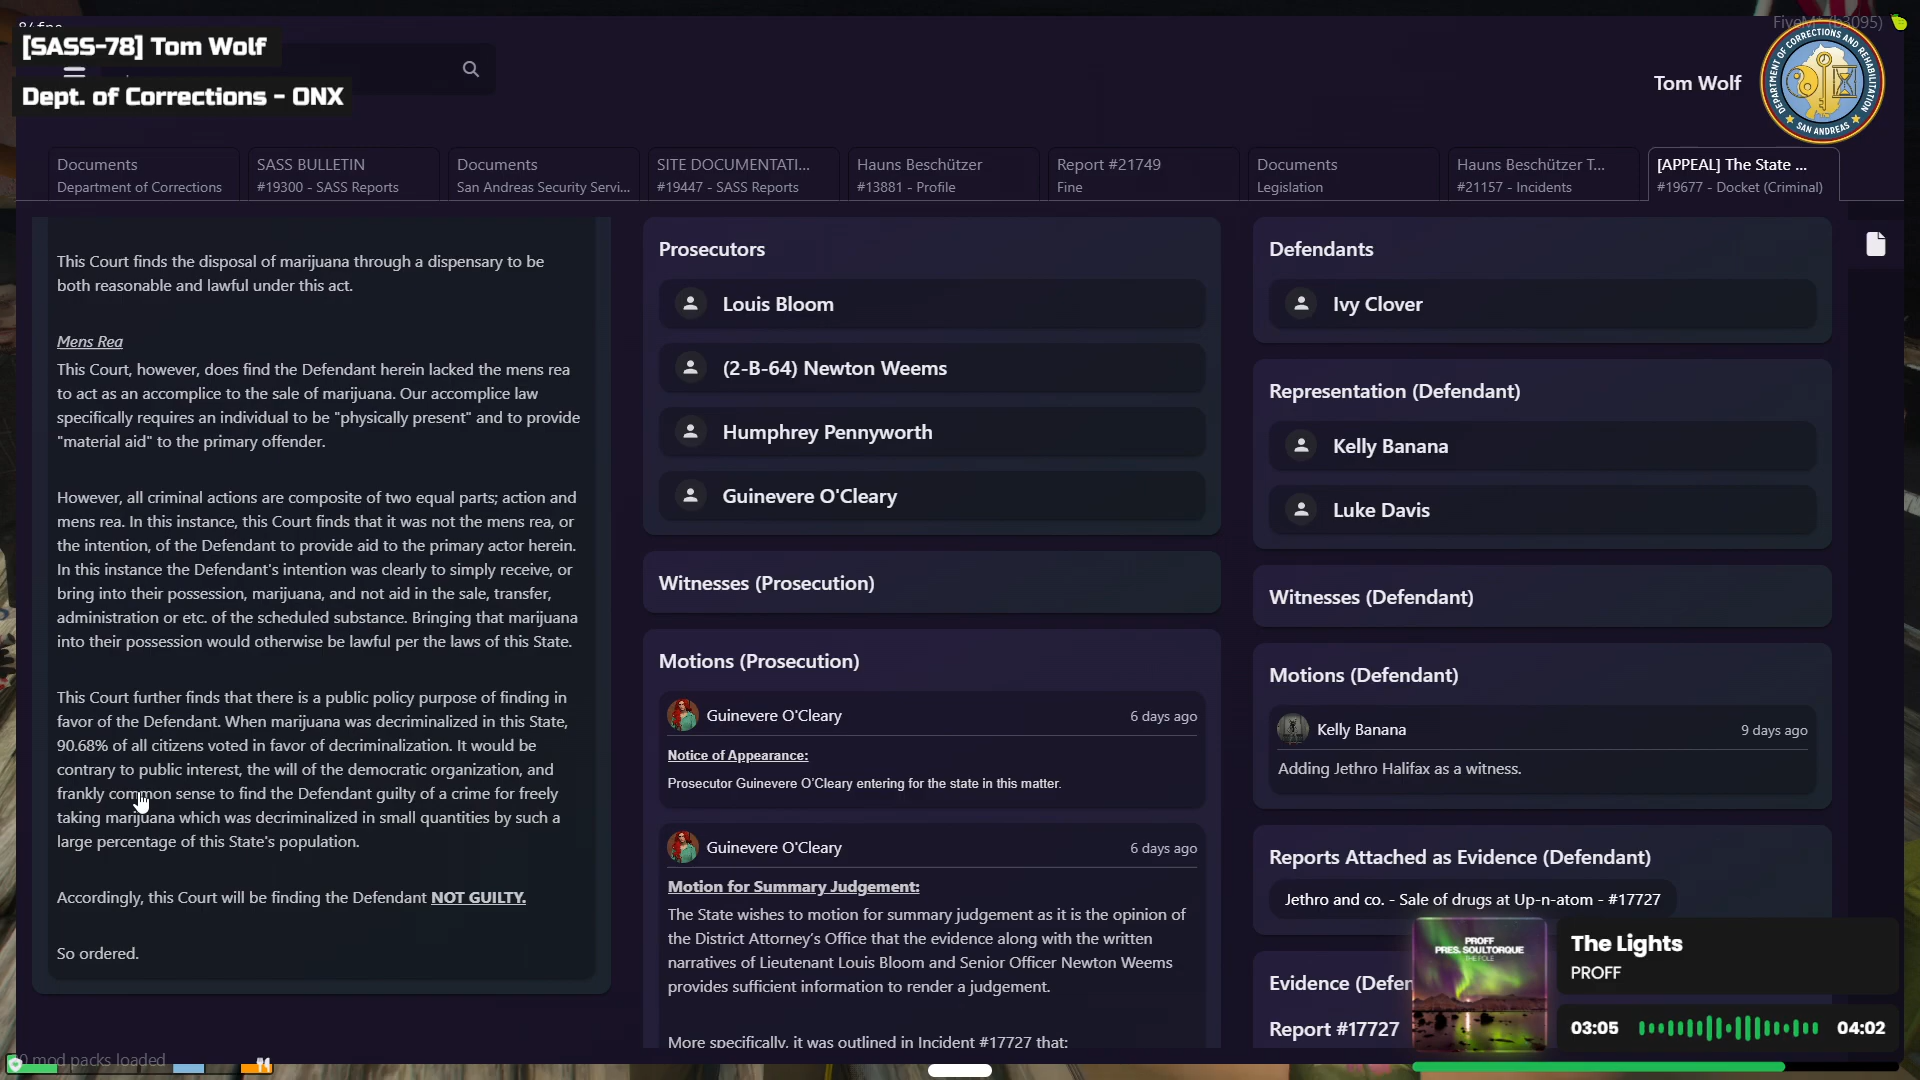 [SASS-78] Tom Wolf
Dept. of Corrections - ONX
FiveM* (b3095)
Tom Wolf
DEPARTMENT OF CORRECTIONS AND REHABILITATION
SAN ANDREAS
Documents
Department of Corrections
SASS BULLETIN
#19300 - SASS Reports
Documents
San Andreas Security Servi...
SITE DOCUMENTATI...
#19447 - SASS Reports
Hauns Beschützer
#13881 - Profile
Report #21749
Fine
Documents
Legislation
Hauns Beschützer T...
#21157 - Incidents
[APPEAL] The State ...
#19677 - Docket (Criminal)
This Court finds the disposal of marijuana through a dispensary to be
both reasonable and lawful under this act.
Mens Rea
This Court, however, does find the Defendant herein lacked the mens rea
to act as an accomplice to the sale of marijuana. Our accomplice law
specifically requires an individual to be "physically present" and to provide
"material aid" to the primary offender.
However, all criminal actions are composite of two equal parts; action and
mens rea. In this instance, this Court finds that it was not the mens rea, or
the intention, of the Defendant to provide aid to the primary actor herein.
In this instance the Defendant's intention was clearly to simply receive, or
bring into their possession, marijuana, and not aid in the sale, transfer,
administration or etc. of the scheduled substance. Bringing that marijuana
into their possession would otherwise be lawful per the laws of this State.
This Court further finds that there is a public policy purpose of finding in
favor of the Defendant. When marijuana was decriminalized in this State,
90.68% of all citizens voted in favor of decriminalization. It would be
contrary to public interest, the will of the democratic organization, and
frankly common sense to find the Defendant guilty of a crime for freely
taking marijuana which was decriminalized in small quantities by such a
large percentage of this State's population.
Accordingly, this Court will be finding the Defendant NOT GUILTY.
So ordered.
Prosecutors
Louis Bloom
(2-B-64) Newton Weems
Humphrey Pennyworth
Guinevere O'Cleary
Witnesses (Prosecution)
Motions (Prosecution)
Guinevere O'Cleary
6 days ago
Notice of Appearance:
Prosecutor Guinevere O'Cleary entering for the state in this matter.
Guinevere O'Cleary
6 days ago
Motion for Summary Judgement:
The State wishes to motion for summary judgement as it is the opinion of
the District Attorney's Office that the evidence along with the written
narratives of Lieutenant Louis Bloom and Senior Officer Newton Weems
provides sufficient information to render a judgement.
More specifically, it was outlined in Incident #17727 that:
Defendants
Ivy Clover
Representation (Defendant)
Kelly Banana
Luke Davis
Witnesses (Defendant)
Motions (Defendant)
Kelly Banana
9 days ago
Adding Jethro Halifax as a witness.
Reports Attached as Evidence (Defendant)
Jethro and co. - Sale of drugs at Up-n-atom - #17727
Evidence (Defen
Report #17727
PROFF
PRES. SOULTORQUE
THE POLE
The Lights
PROFF
03:05
04:02
0 mod packs loaded